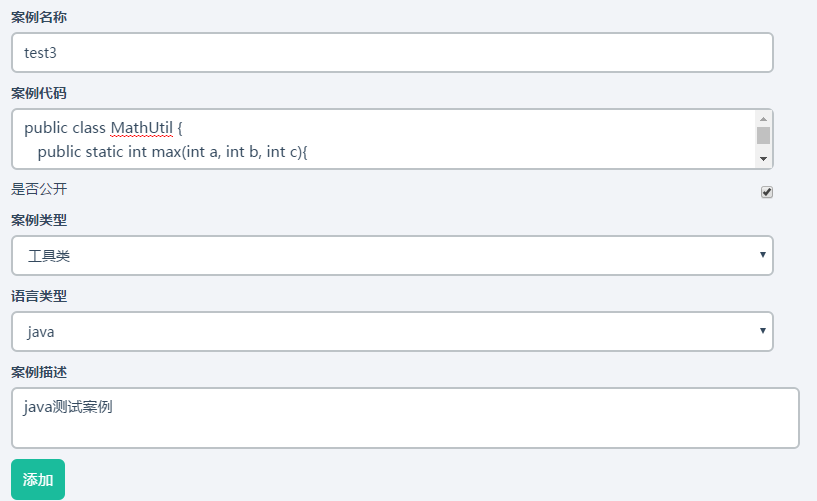 案例名称
test3
案例代码
public class MathUtil {
public static int max(int a, int b, int c){
是否公开
案例类型
工具类
语言类型
java
案例描述
java测试案例
添加